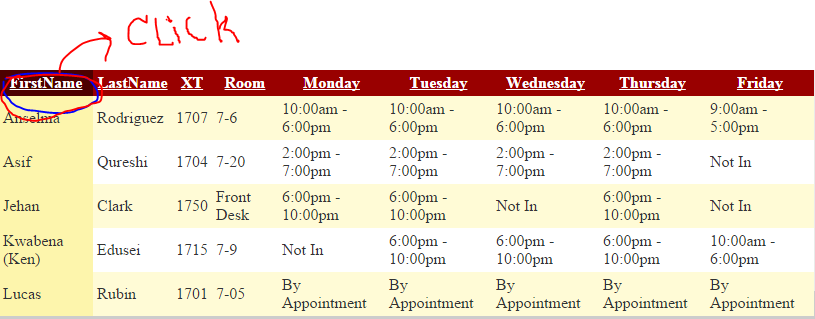 CLICK
FirstName LastName XT Room Monday Tuesday Wednesday Thursday Friday
Anselma Rodriguez 1707 7-6 10:00am - 10:00am - 10:00am - 10:00am - 9:00am -
6:00pm 6:00pm 6:00pm 6:00pm 5:00pm
Asif Qureshi 1704 7-20 2:00pm - 2:00pm - 2:00pm - 2:00pm - Not In
7:00pm 7:00pm 7:00pm 7:00pm
Jehan Clark 1750 Front 6:00pm - 6:00pm - Not In 6:00pm - Not In
Desk 10:00pm 10:00pm 10:00pm
Kwabena Edusei 1715 7-9 Not In 6:00pm - 6:00pm - 6:00pm - 10:00am -
(Ken) 10:00pm 10:00pm 10:00pm 6:00pm
Lucas Rubin 1701 7-05 By By By By By
Appointment Appointment Appointment Appointment Appointment